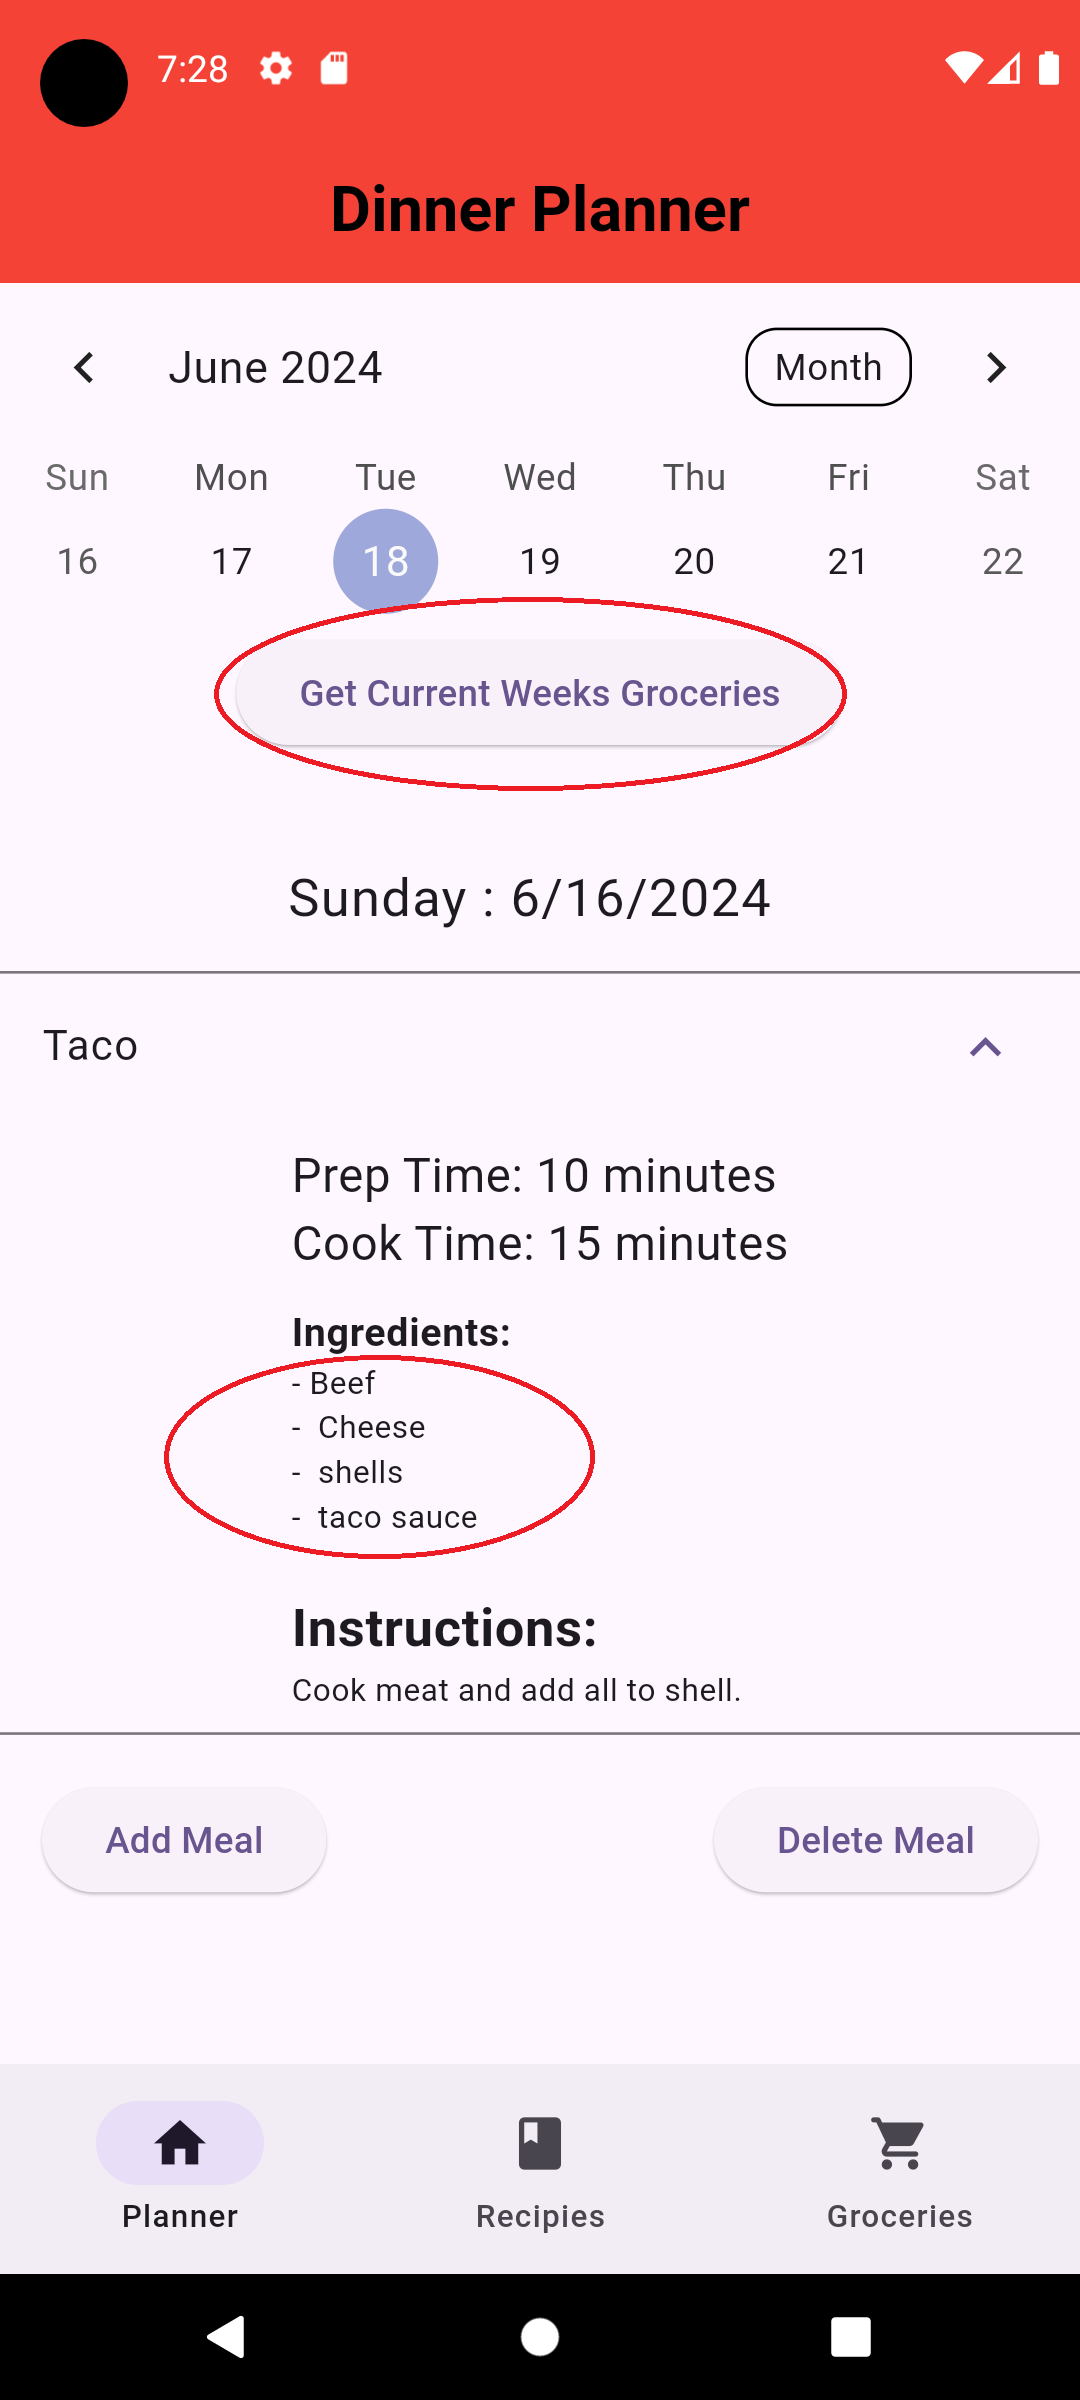 7:28
Dinner Planner
June 2024 Month
Sun Mon Tue Wed Thu Fri Sat
16 17 18 19 20 21 22
Get Current Weeks Groceries
Sunday : 6/16/2024
Taco
Prep Time: 10 minutes
Cook Time: 15 minutes
Ingredients:
- Beef
- Cheese
- shells
- taco sauce
Instructions:
Cook meat and add all to shell.
Add Meal Delete Meal
Planner Recipies Groceries